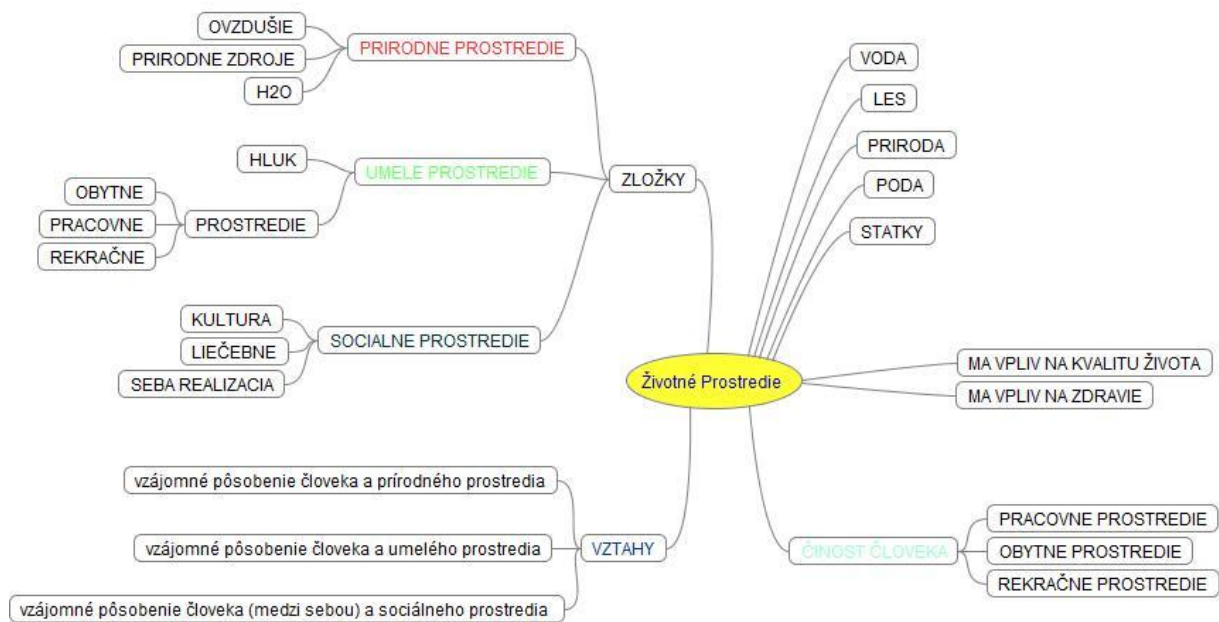 OVZDUŠIE
PRIRODNE ZDROJE
H2O
PRIRODNE PROSTREDIE
HLUK
UMELE PROSTREDIE
OBYTNE
PRACOVNE
REKRAČNE
PROSTREDIE
KULTURA
LIEČEBNE
SEBA REALIZACIA
SOCIALNE PROSTREDIE
ZLOŽKY
VODA
LES
PRIRODA
PODA
STATKY
Životné Prostredie
MA VPLIV NA KVALITU ŽIVOTA
MA VPLIV NA ZDRAVIE
vzájomné pôsobenie človeka a prírodného prostredia
vzájomné pôsobenie človeka a umelého prostredia
vzájomné pôsobenie človeka (medzi sebou) a sociálneho prostredia
VZTAHY
ČINOST ČLOVEKA
PRACOVNE PROSTREDIE
OBYTNE PROSTREDIE
REKRAČNE PROSTREDIE